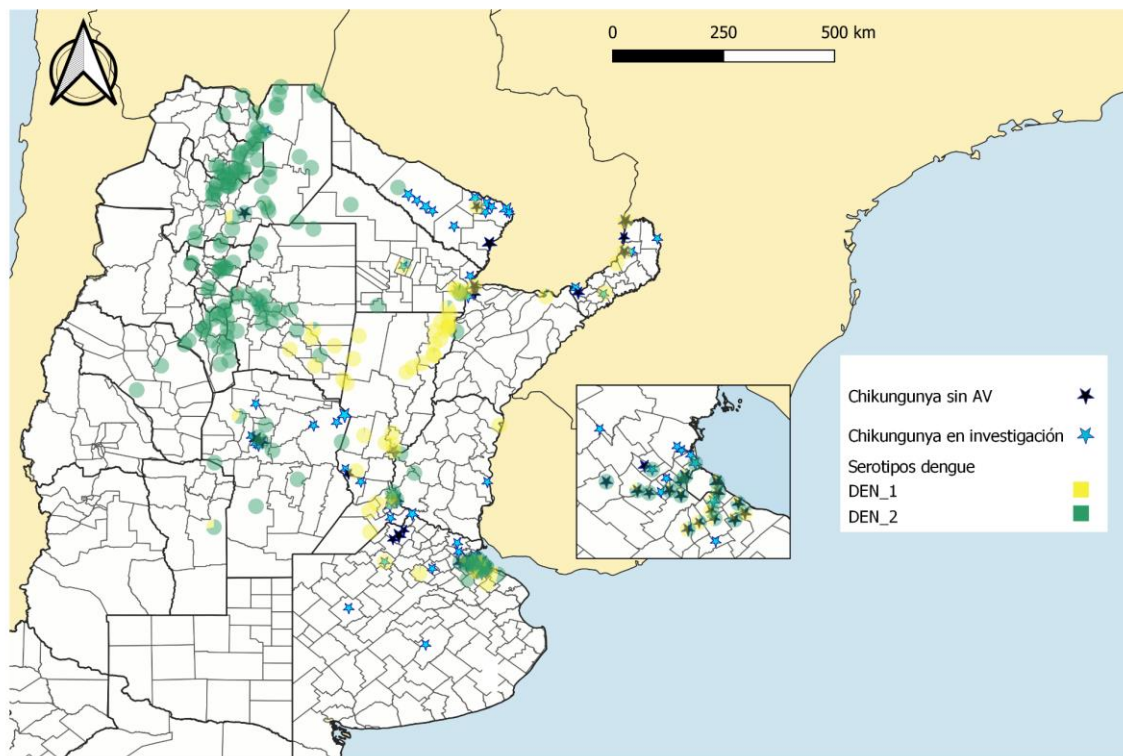 0 250 500 km
Chikungunya sin AV
Chikungunya en investigación
Serotipos dengue
DEN_1
DEN_2